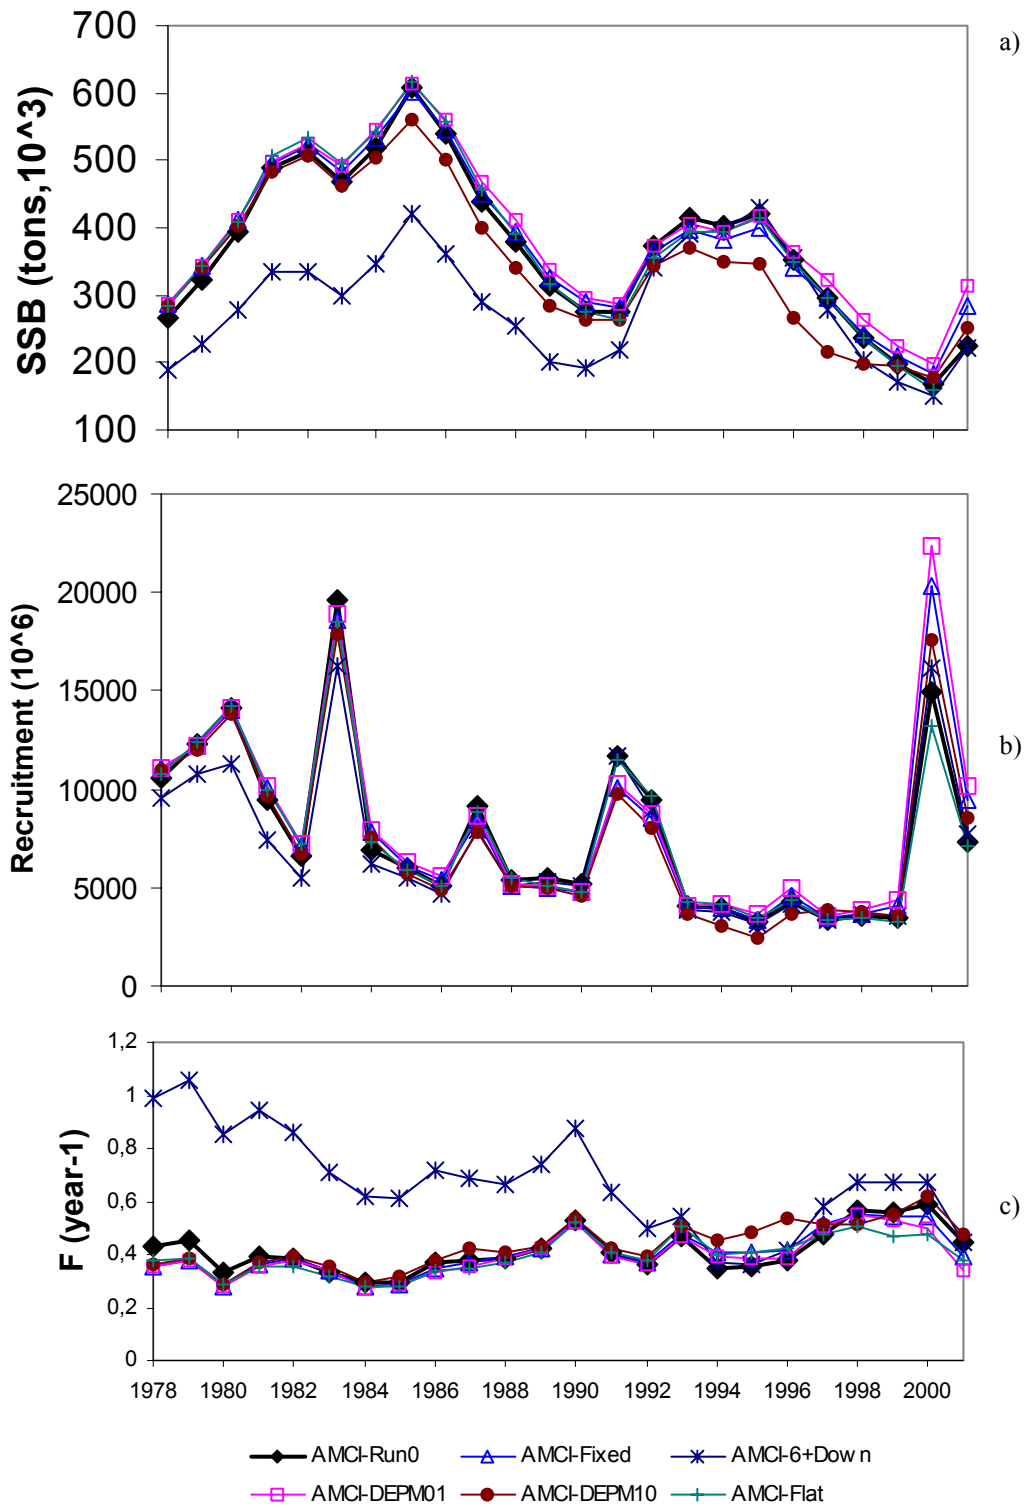 a)
SSB (tons,10^3)
700
600
500
400
300
200
100
b)
Recruitment (10^6)
25000
20000
15000
10000
5000
0
c)
F (year-1)
1,2
1
0,8
0,6
0,4
0,2
0
1978 1980 1982 1984 1986 1988 1990 1992 1994 1996 1998 2000
AMCI-Run0 AMCI-Fixed AMCI-6+Down
AMCI-DEPM01 AMCI-DEPM10 AMCI-Flat